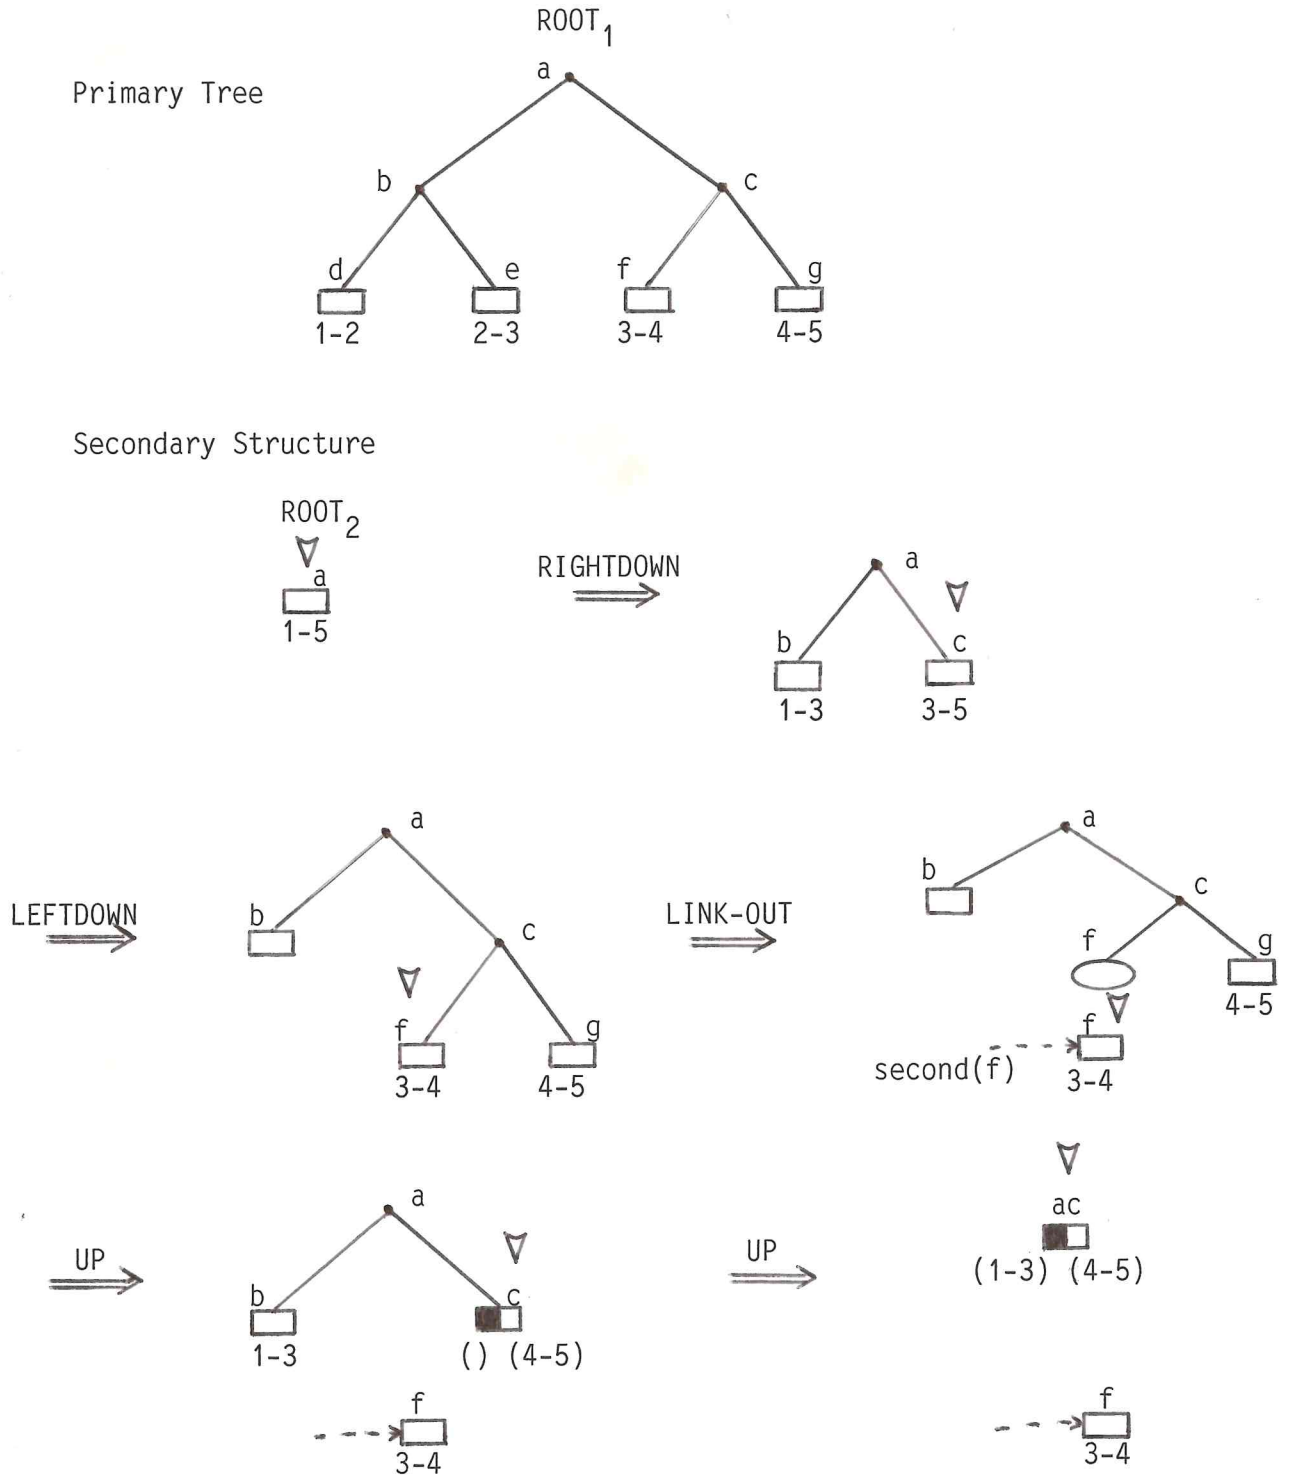 ROOT1
a
Primary Tree
b c
d e f g
1-2 2-3 3-4 4-5
Secondary Structure
ROOT2
a
1-5
RIGHTDOWN
a
b c
1-3 3-5
LEFTDOWN
a
b
c
f g
3-4 4-5
LINK-OUT
a
b
c
f g
4-5
f
second(f) 3-4
UP
a
b c
1-3 () (4-5)
f
3-4
UP
ac
(1-3) (4-5)
f
3-4